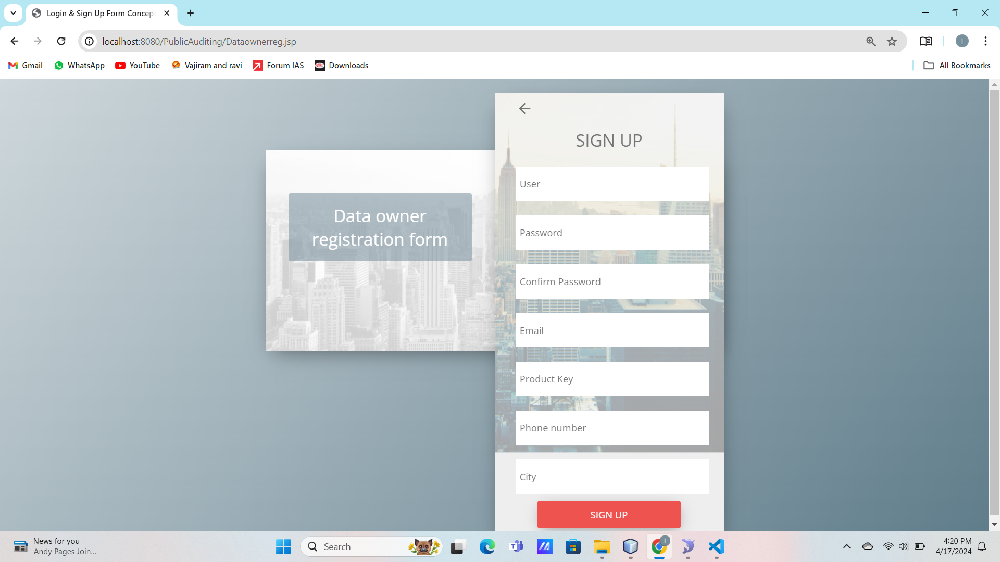 Login & Sign Up Form Concept
localhost:8080/PublicAuditing/Dataownerreg.jsp
I
Gmail
WhatsApp
YouTube
Vajiram and ravi
Forum IAS
Downloads
All Bookmarks
SIGN UP
Data owner
registration form
User
Password
Confirm Password
Email
Product Key
Phone number
City
SIGN UP
News for you
Andy Pages Join...
Search
4:20 PM
4/17/2024